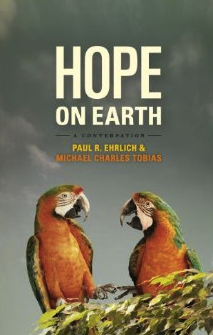 HOPE
ON EARTH
A CONVERSATION
PAUL R. EHRLICH &
MICHAEL CHARLES TOBIAS